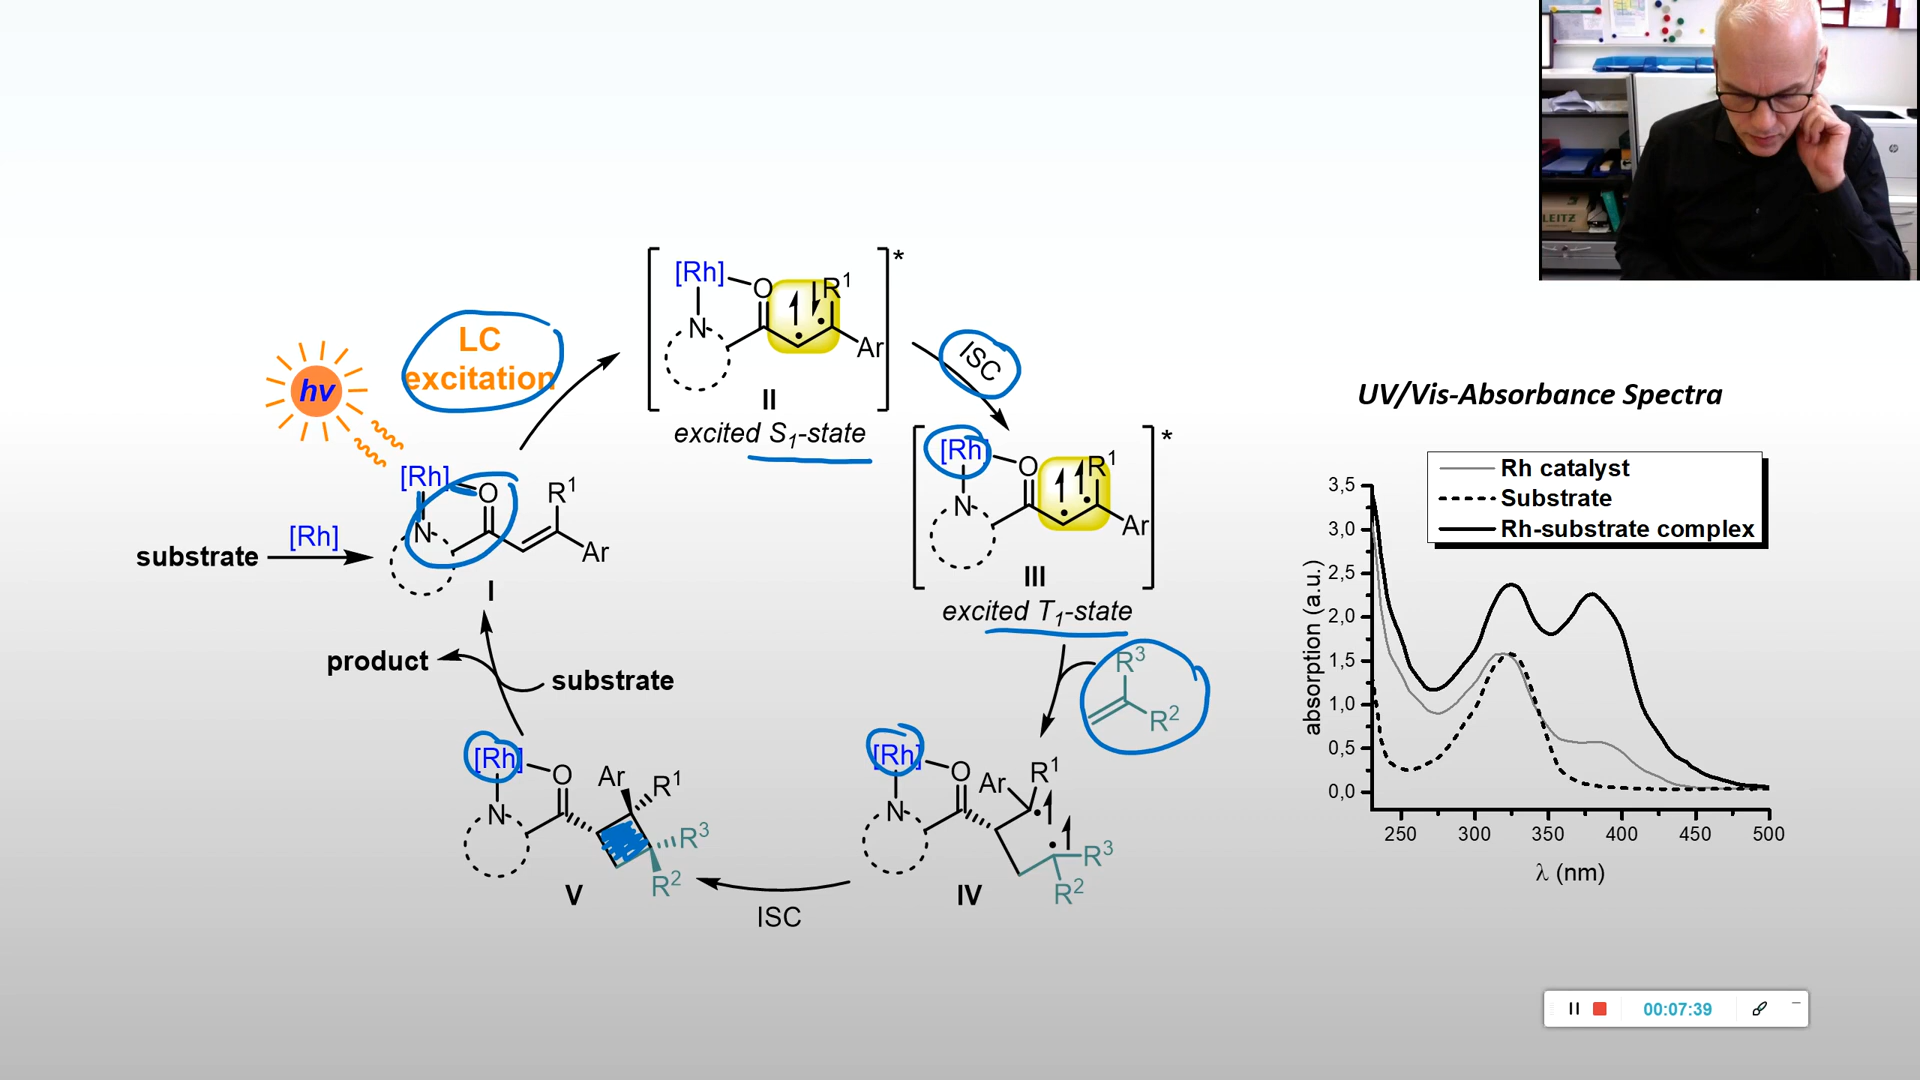 [Rh]
O
R¹
N
Ar
*
II
excited S₁-state
LC
excitation
hν
ISC
[Rh]
O
R¹
N
Ar
*
III
excited T₁-state
[Rh]
O
R¹
N
Ar
I
substrate
[Rh]
product
substrate
R³
R²
[Rh]
O
Ar
R¹
N
R³
R²
IV
ISC
[Rh]
O
Ar
R¹
N
R³
R²
V
UV/Vis-Absorbance Spectra
Rh catalyst
Substrate
Rh-substrate complex
absorption (a.u.)
3,5
3,0
2,5
2,0
1,5
1,0
0,5
0,0
250 300 350 400 450 500
λ (nm)
LEITZ
hp
00:07:39